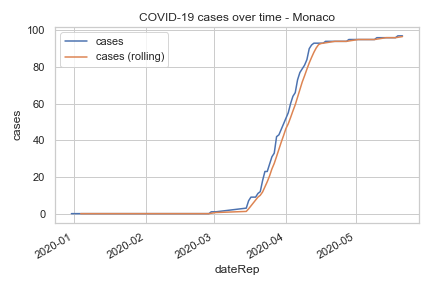 COVID-19 cases over time - Monaco
cases
cases (rolling)
100
80
60
40
20
0
cases
2020-01
2020-02
2020-03
2020-04
2020-05
dateRep